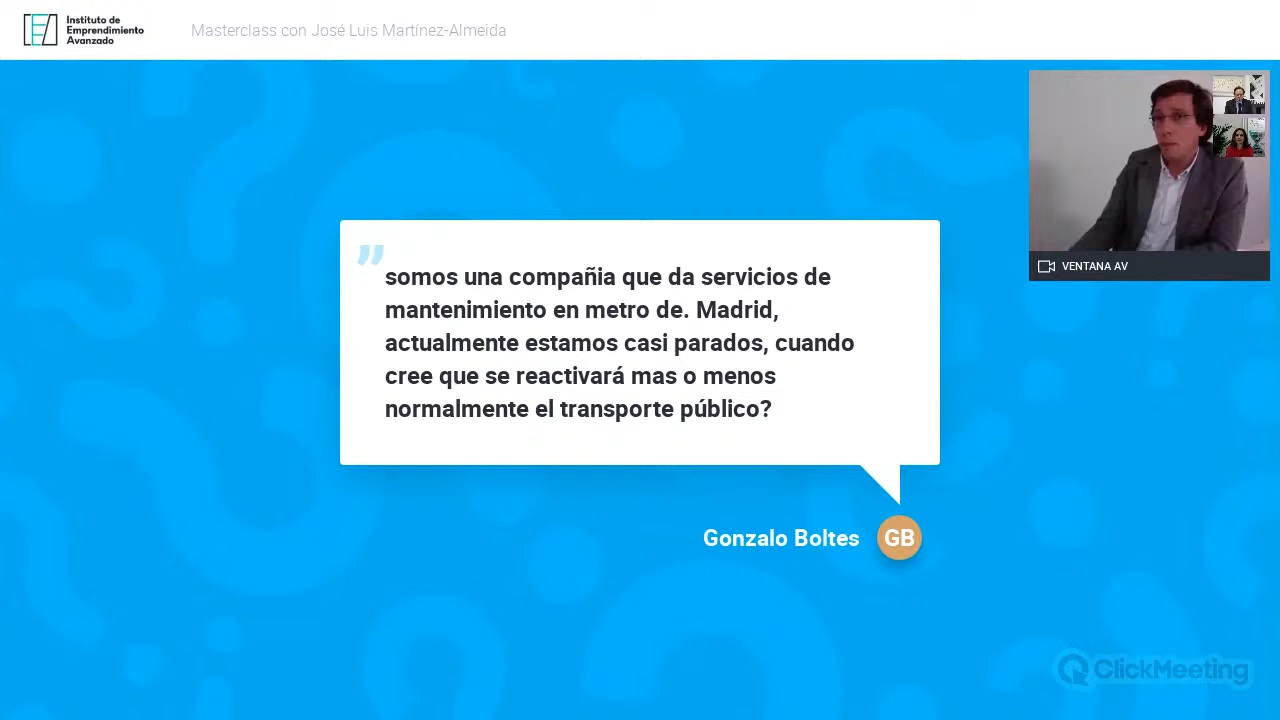 Instituto de
Emprendimiento
Avanzado
Masterclass con José Luis Martínez-Almeida
VENTANA AV
"
somos una compañia que da servicios de
mantenimiento en metro de. Madrid,
actualmente estamos casi parados, cuando
cree que se reactivará mas o menos
normalmente el transporte público?
Gonzalo Boltes GB
ClickMeeting